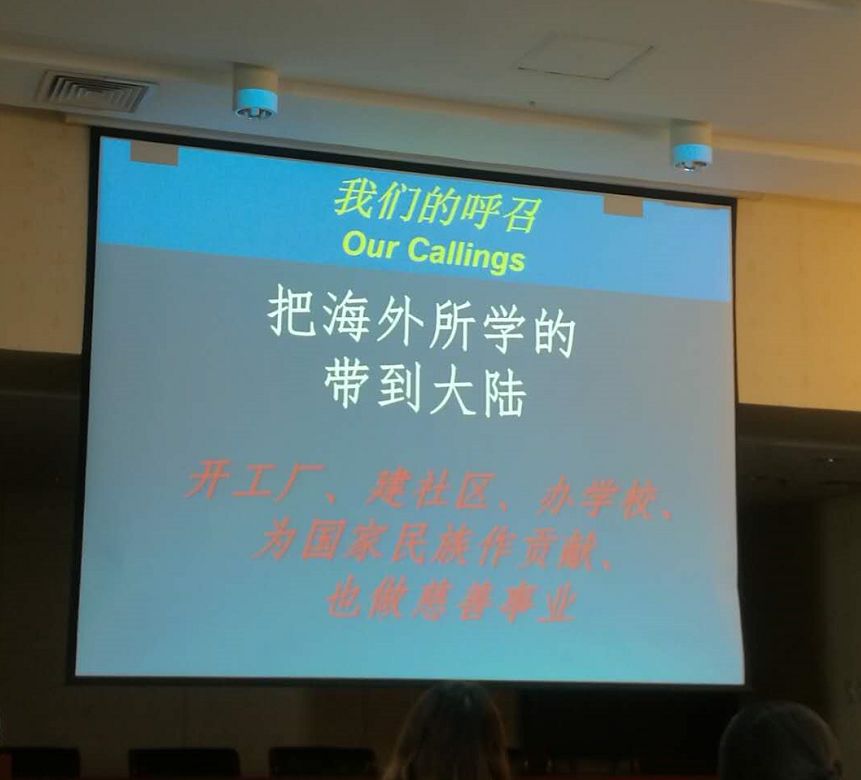 我们的呼召
Our Callings
把海外所学的
带到大陆
开工厂、建社区、办学校、
为国家民族作贡献、
也做慈善事业